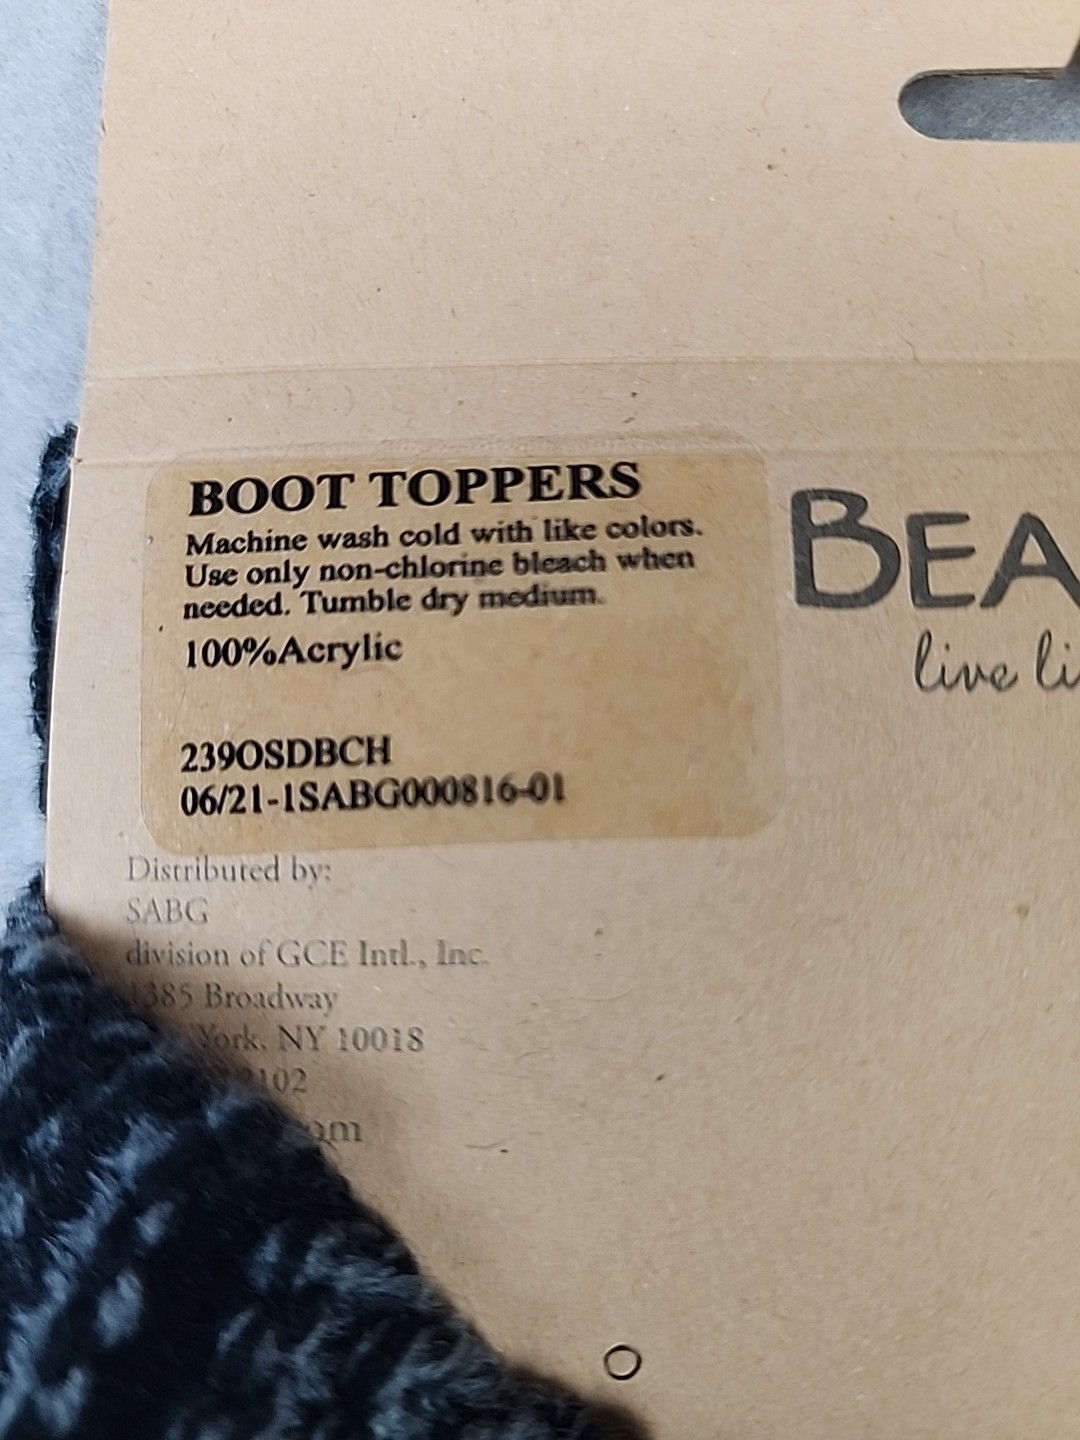 BOOT TOPPERS
Machine wash cold with like colors.
Use only non-chlorine bleach when
needed. Tumble dry medium.
100%Acrylic
239OSDBCH
06/21-1SABG000816-01
BEA
live li
Distributed by:
SABG
division of GCE Intl., Inc.
1385 Broadway
York, NY 10018
2102
om